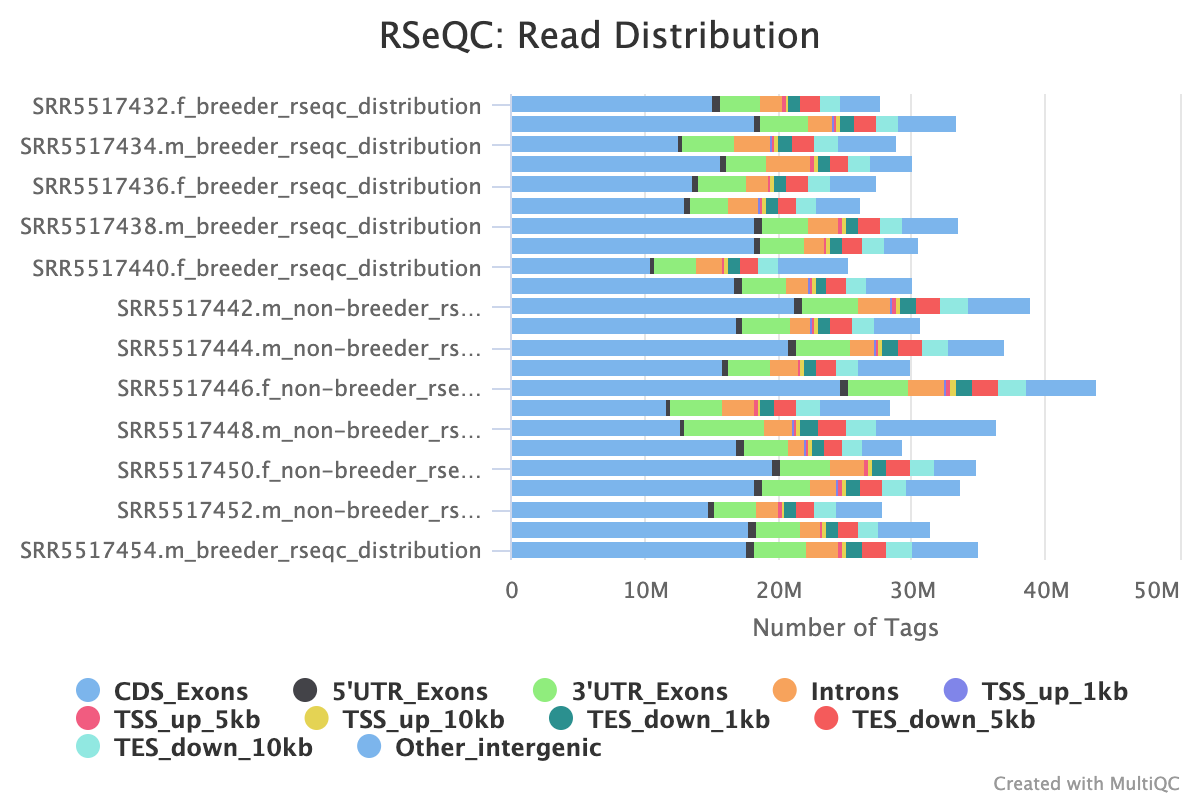 RSeQC: Read Distribution
SRR5517432.f_breeder_rseqc_distribution
SRR5517434.m_breeder_rseqc_distribution
SRR5517436.f_breeder_rseqc_distribution
SRR5517438.m_breeder_rseqc_distribution
SRR5517440.f_breeder_rseqc_distribution
SRR5517442.m_non-breeder_rs...
SRR5517444.m_non-breeder_rs...
SRR5517446.f_non-breeder_rse...
SRR5517448.m_non-breeder_rs...
SRR5517450.f_non-breeder_rse...
SRR5517452.m_non-breeder_rs...
SRR5517454.m_breeder_rseqc_distribution
0 10M 20M 30M 40M 50M
Number of Tags
CDS_Exons 5'UTR_Exons 3'UTR_Exons Introns TSS_up_1kb
TSS_up_5kb TSS_up_10kb TES_down_1kb TES_down_5kb
TES_down_10kb Other_intergenic
Created with MultiQC